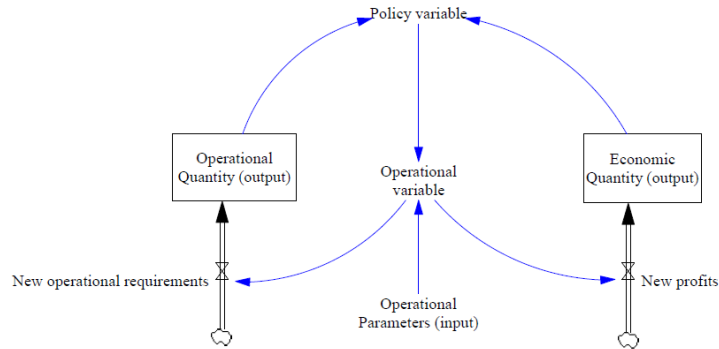 Policy variable
Operational
Quantity (output)
Operational
variable
Economic
Quantity (output)
New operational requirements
New profits
Operational
Parameters (input)